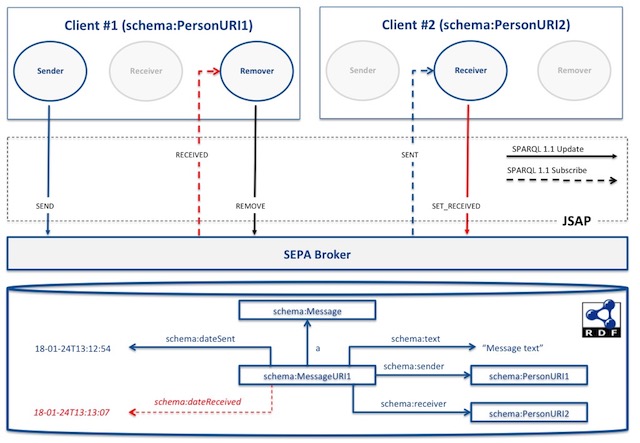 Client #1 (schema:PersonURI1)
Client #2 (schema:PersonURI2)
Sender
Receiver
Remover
Sender
Receiver
Remover
RECEIVED
SENT
SPARQL 1.1 Update
SPARQL 1.1 Subscribe
SEND
REMOVE
SET_RECEIVED
JSAP
SEPA Broker
schema:Message
RDF
schema:dateSent
schema:text
18-01-24T13:12:54
a
"Message text"
schema:sender
schema:MessageURI1
schema:PersonURI1
schema:dateReceived
schema:receiver
18-01-24T13:13:07
schema:PersonURI2